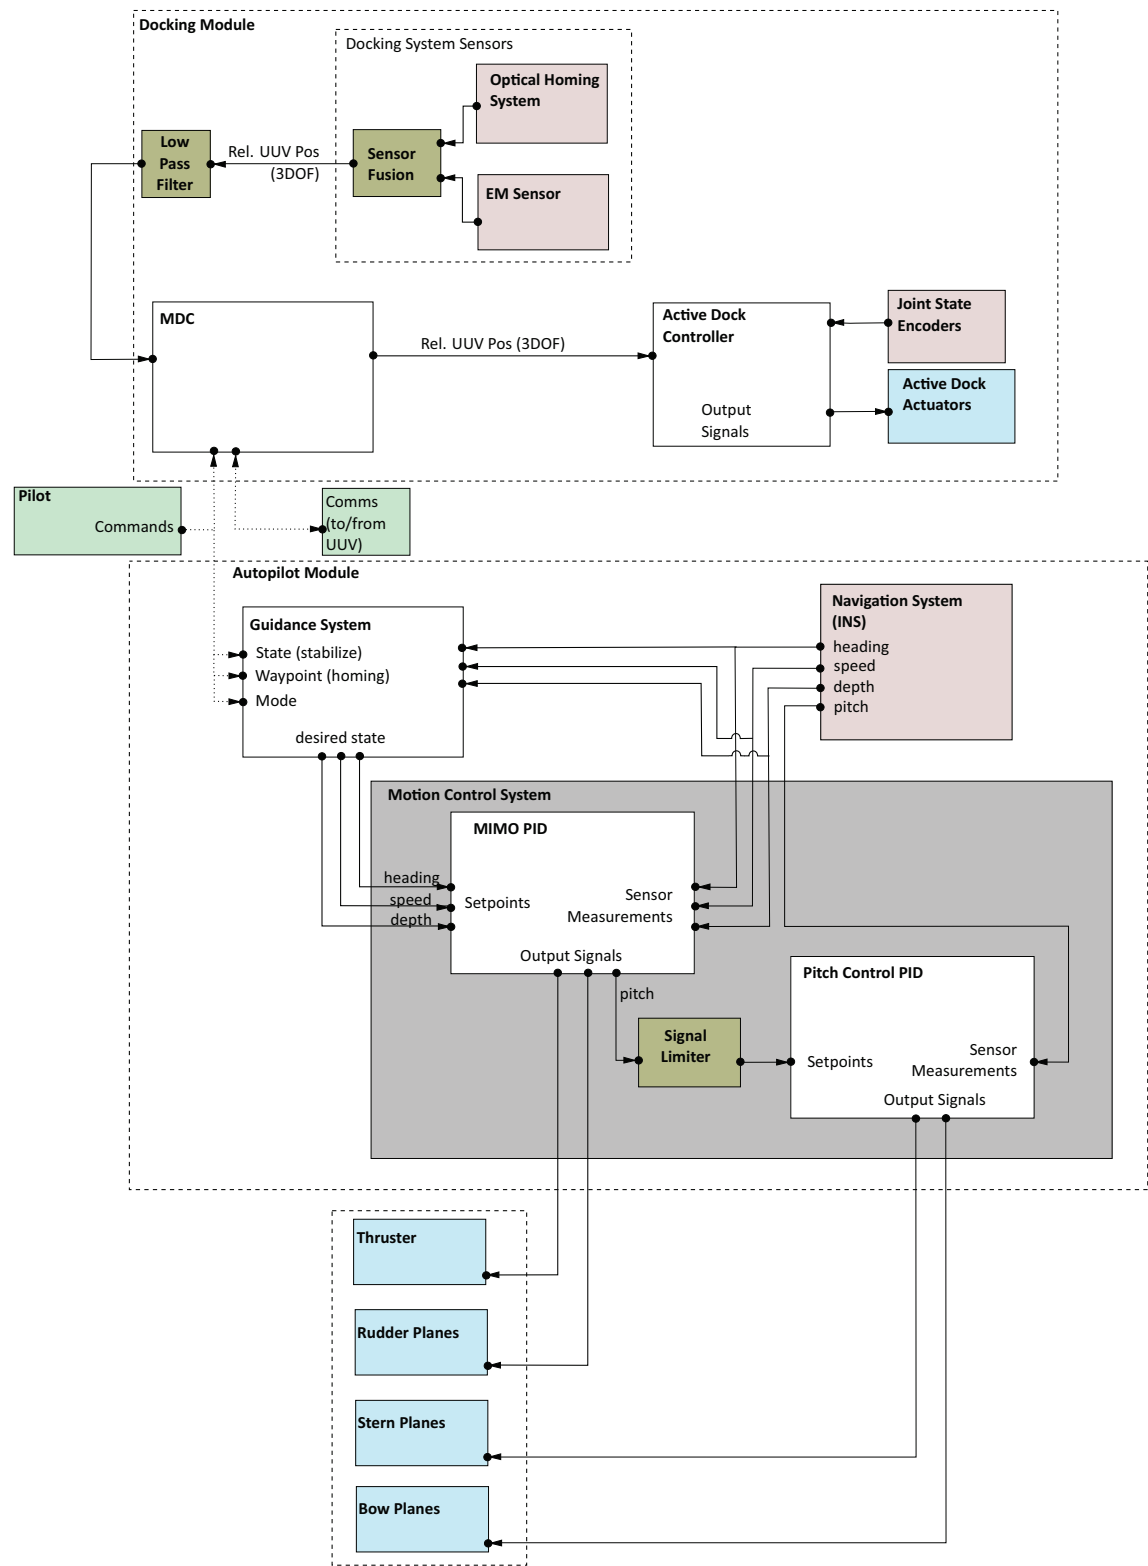 Docking Module
Docking System Sensors
Optical Homing
System
Low
Pass
Filter
Rel. UUV Pos
(3DOF)
Sensor
Fusion
EM Sensor
MDC
Rel. UUV Pos (3DOF)
Active Dock
Controller
Output
Signals
Joint State
Encoders
Active Dock
Actuators
Pilot
Commands
Comms
(to/from
UUV)
Autopilot Module
Guidance System
State (stabilize)
Waypoint (homing)
Mode
desired state
Navigation System
(INS)
heading
speed
depth
pitch
Motion Control System
MIMO PID
heading
speed
depth
Setpoints
Sensor
Measurements
Output Signals
pitch
Signal
Limiter
Pitch Control PID
Setpoints
Sensor
Measurements
Output Signals
Thruster
Rudder Planes
Stern Planes
Bow Planes